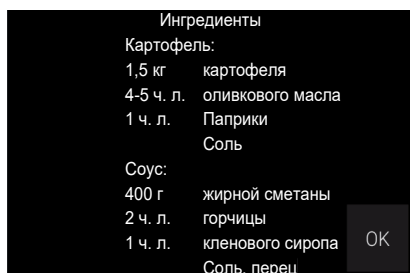 Ингредиенты
Картофель:
1,5 кг картофеля
4-5 ч. л. оливкового масла
1 ч. л. Паприки
Соль
Соус:
400 г жирной сметаны
2 ч. л. горчицы
1 ч. л. кленового сиропа
OK
Соль, перец